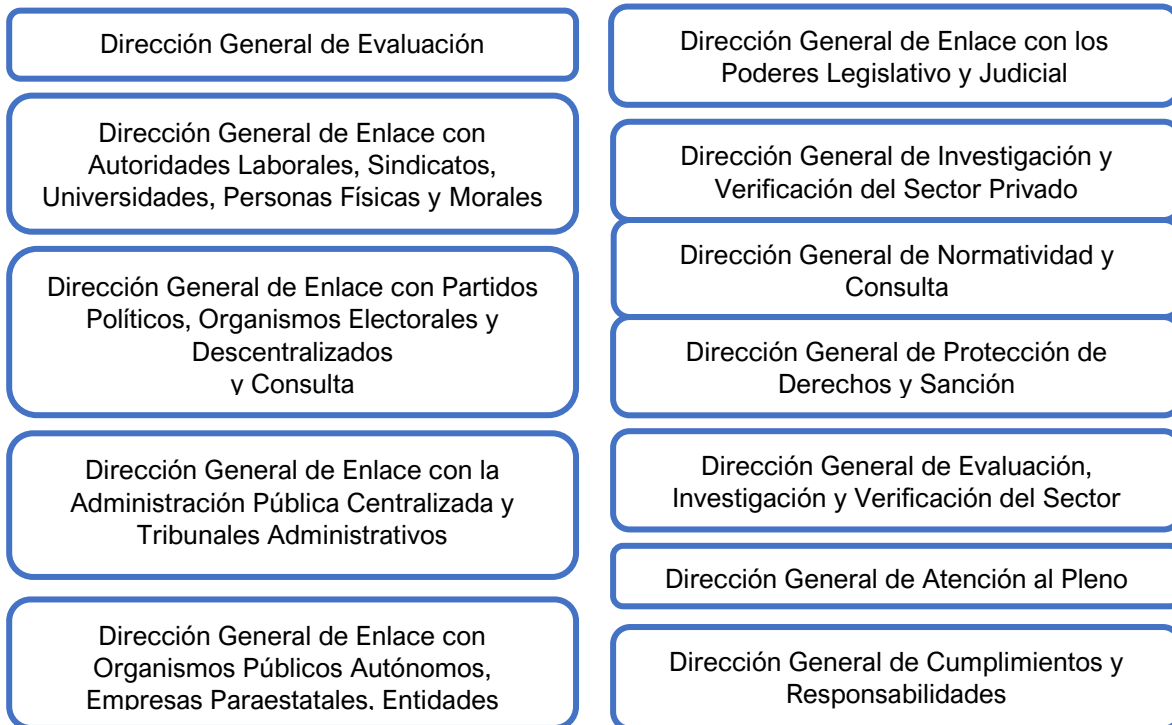 Dirección General de Evaluación
Dirección General de Enlace con
Autoridades Laborales, Sindicatos,
Universidades, Personas Físicas y Morales
Dirección General de Enlace con Partidos
Políticos, Organismos Electorales y
Descentralizados
y Consulta
Dirección General de Enlace con la
Administración Pública Centralizada y
Tribunales Administrativos
Dirección General de Enlace con
Organismos Públicos Autónomos,
Empresas Paraestatales, Entidades
Dirección General de Enlace con los
Poderes Legislativo y Judicial
Dirección General de Investigación y
Verificación del Sector Privado
Dirección General de Normatividad y
Consulta
Dirección General de Protección de
Derechos y Sanción
Dirección General de Evaluación,
Investigación y Verificación del Sector
Dirección General de Atención al Pleno
Dirección General de Cumplimientos y
Responsabilidades